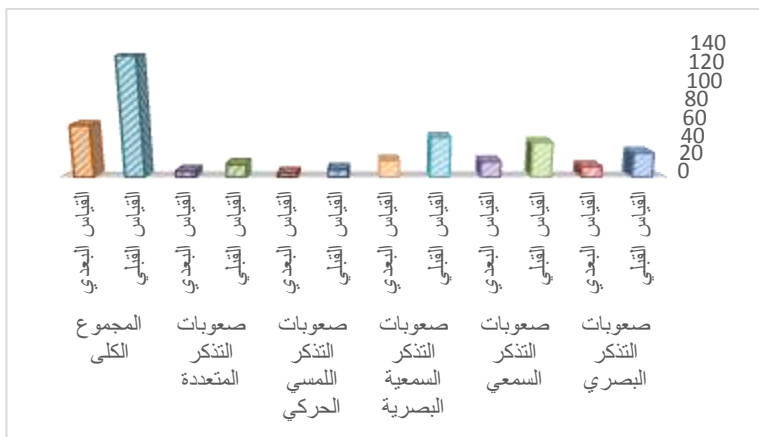 140
120
100
80
60
40
20
0
القياس القبلي
القياس البعدي
القياس القبلي
القياس البعدي
القياس القبلي
القياس البعدي
القياس القبلي
القياس البعدي
القياس القبلي
القياس البعدي
القياس القبلي
القياس البعدي
صعوبات
التذكر
البصري
صعوبات
التذكر
السمعي
صعوبات
التذكر
السمعية
البصرية
صعوبات
التذكر
اللمسي
الحركي
صعوبات
التذكر
المتعددة
المجموع
الكلى